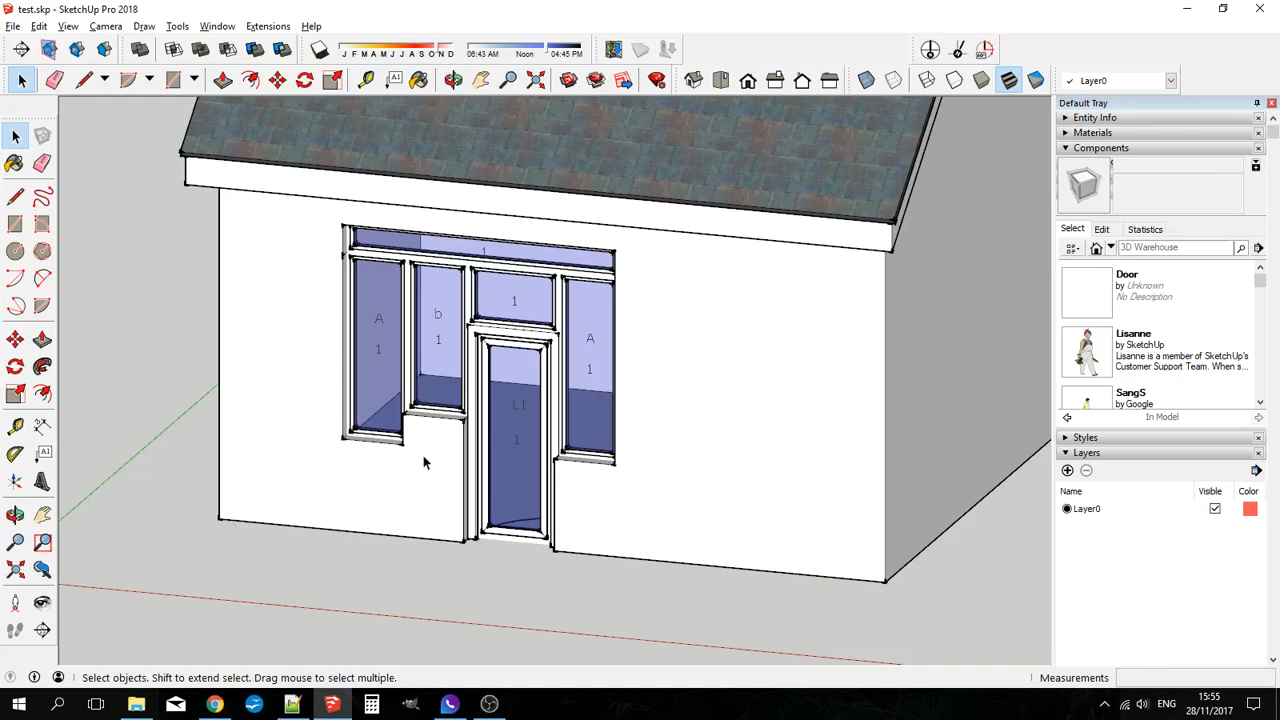 test.skp - SketchUp Pro 2018
File Edit View Camera Draw Tools Window Extensions Help
J F M A M J J A S O N D 06:43 AM Noon 04:45 PM
Layer0
Default Tray
Entity Info
Materials
Components
Select Edit Statistics
3D Warehouse
Door
by Unknown
No Description
Lisanne
by SketchUp
Lisanne is a member of SketchUp's
Customer Support Team. When s...
SangS
by Google
In Model
Styles
Layers
Name Visible Color
Layer0
1
A
1
b
1
1
A
1
L1
1
Select objects. Shift to extend select. Drag mouse to select multiple.
Measurements
ENG
15:55
28/11/2017